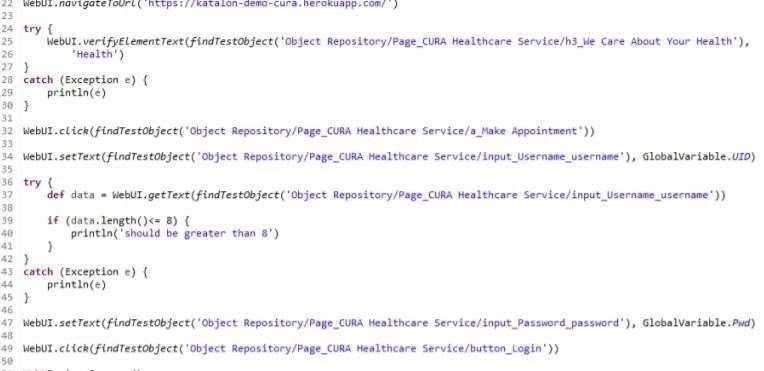 22 WebUI.navigateToUrl('https://katalon-demo-cura.herokuapp.com/')
23
24 try {
25 WebUI.verifyElementText(findTestObject('Object Repository/Page_CURA Healthcare Service/h3_We Care About Your Health'),
26 'Health')
27 }
28 catch (Exception e) {
29 println(e)
30 }
31
32 WebUI.click(findTestObject('Object Repository/Page_CURA Healthcare Service/a_Make Appointment'))
33
34 WebUI.setText(findTestObject('Object Repository/Page_CURA Healthcare Service/input_Username_username'), GlobalVariable.UID)
35
36 try {
37 def data = WebUI.getText(findTestObject('Object Repository/Page_CURA Healthcare Service/input_Username_username'))
38
39 if (data.length()<= 8) {
40 println('should be greater than 8')
41 }
42 }
43 catch (Exception e) {
44 println(e)
45 }
46
47 WebUI.setText(findTestObject('Object Repository/Page_CURA Healthcare Service/input_Password_password'), GlobalVariable.Pwd)
48
49 WebUI.click(findTestObject('Object Repository/Page_CURA Healthcare Service/button_Login'))
50